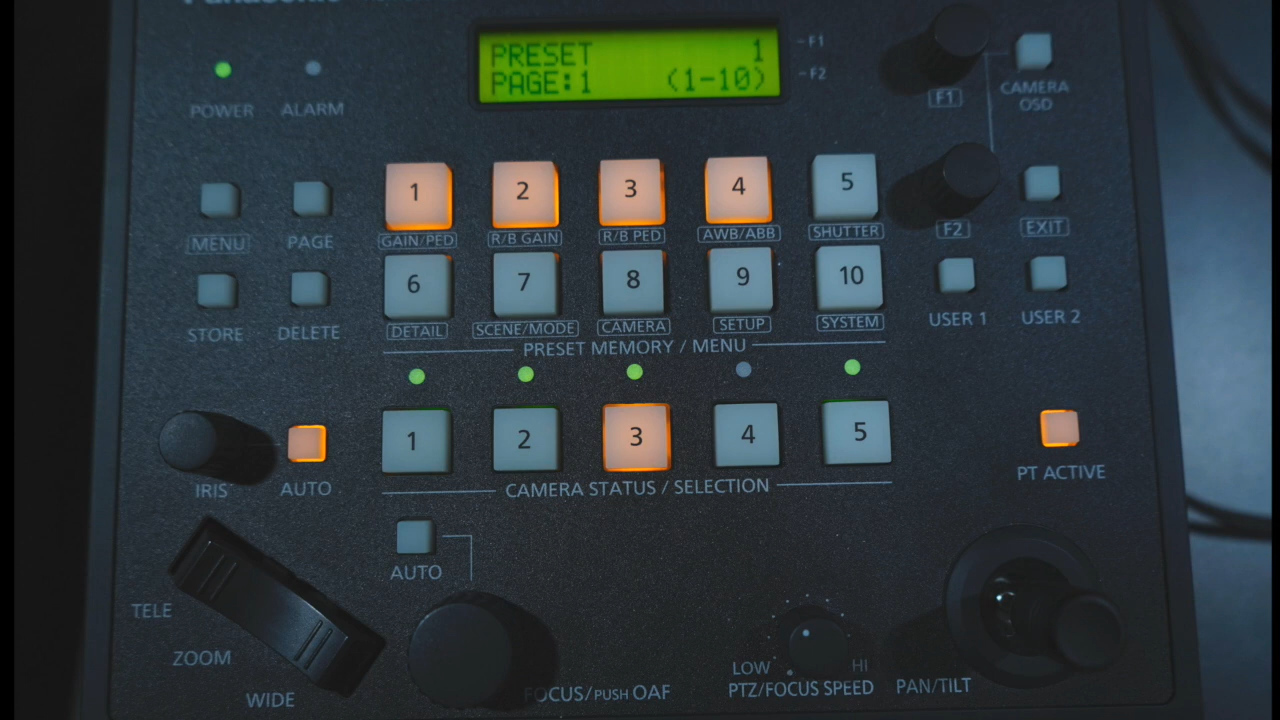 Panasonic
PRESET 1
PAGE:1 (1-10)
F1
F2
POWER
ALARM
F1
CAMERA
OSD
1 2 3 4 5
MENU
PAGE
GAIN/PED R/B GAIN R/B PED AWB/ABB SHUTTER
F2
EXIT
6 7 8 9 10
STORE
DELETE
DETAIL SCENE/MODE CAMERA SETUP SYSTEM
USER 1
USER 2
PRESET MEMORY / MENU
1 2 3 4 5
IRIS
AUTO
CAMERA STATUS / SELECTION
PT ACTIVE
AUTO
TELE
ZOOM
WIDE
FOCUS/PUSH OAF
LOW
HI
PTZ/FOCUS SPEED
PAN/TILT